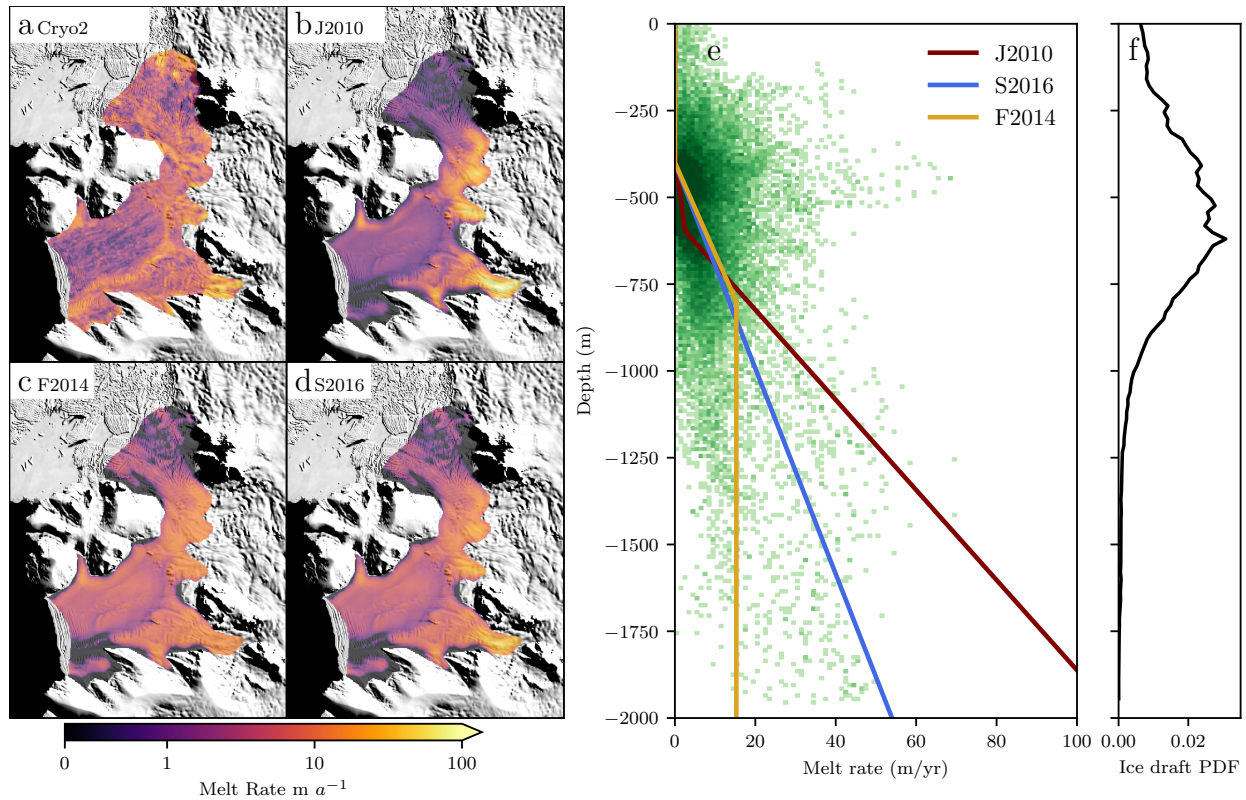 a Cryo2
b J2010
c F2014
d S2016
0 1 10 100
Melt Rate m a⁻¹
e
J2010
S2016
F2014
0
−250
−500
−750
−1000
−1250
−1500
−1750
−2000
Depth (m)
0 20 40 60 80 100
Melt rate (m/yr)
f
0.00 0.02
Ice draft PDF